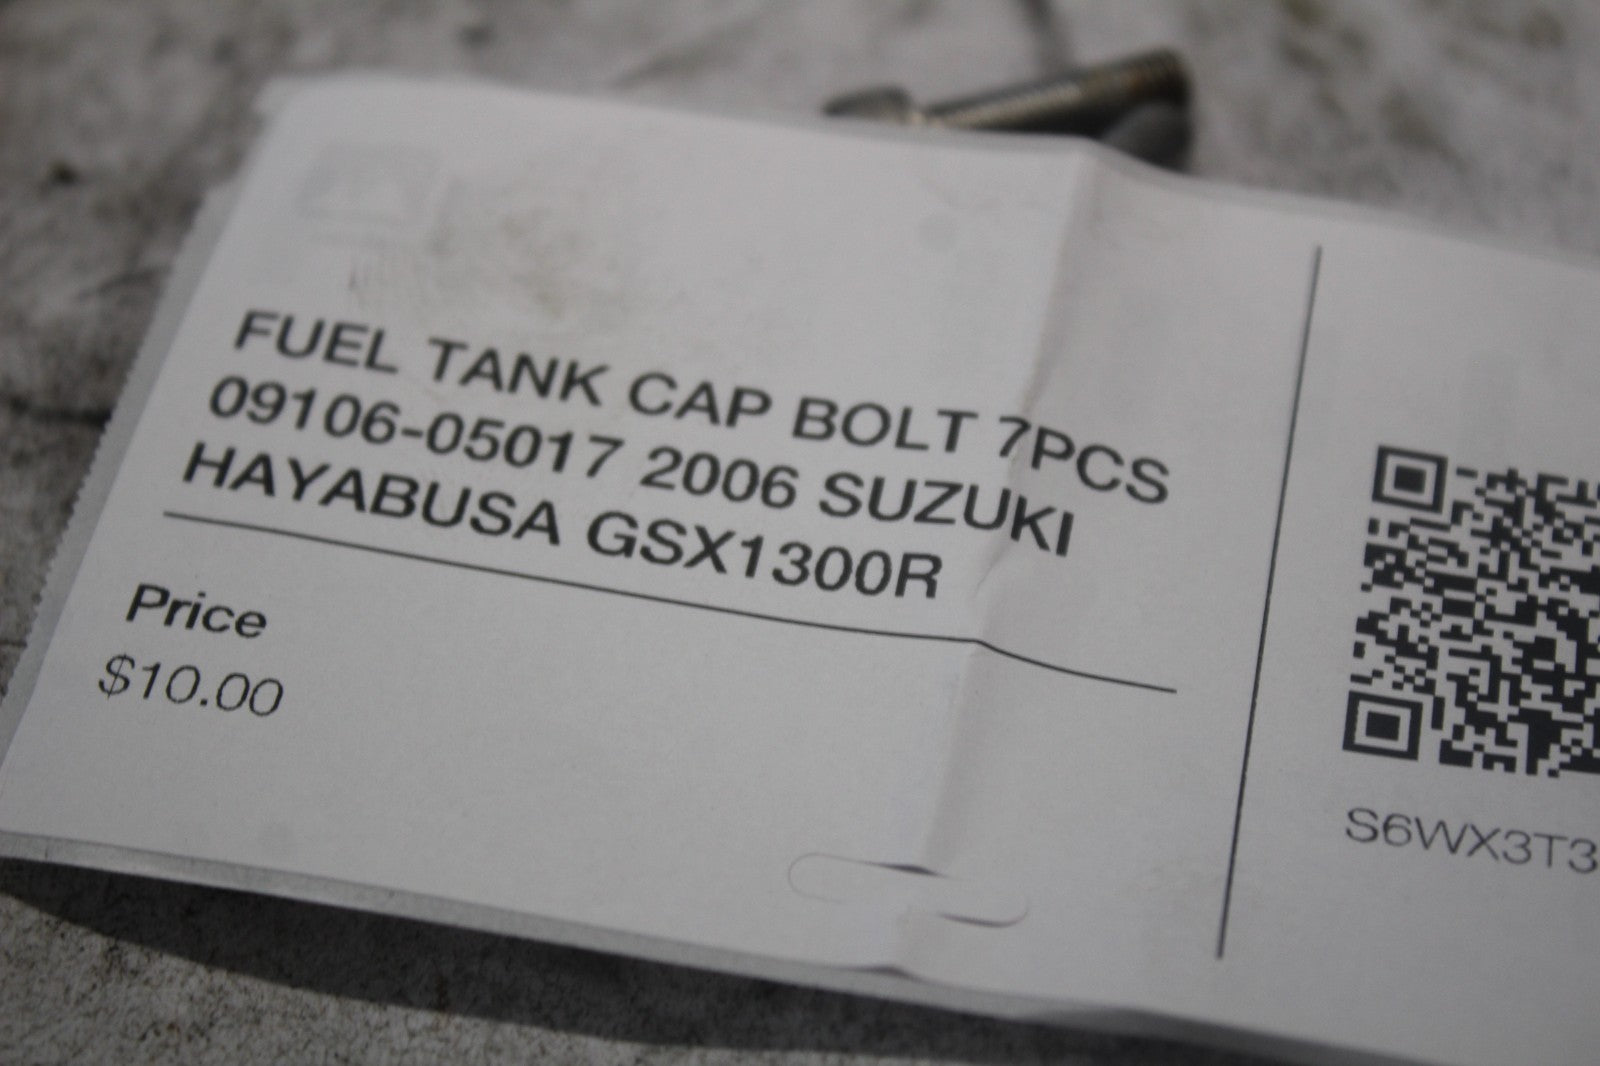 FUEL TANK CAP BOLT 7PCS
09106-05017 2006 SUZUKI
HAYABUSA GSX1300R
Price
$10.00
S6WX3T3